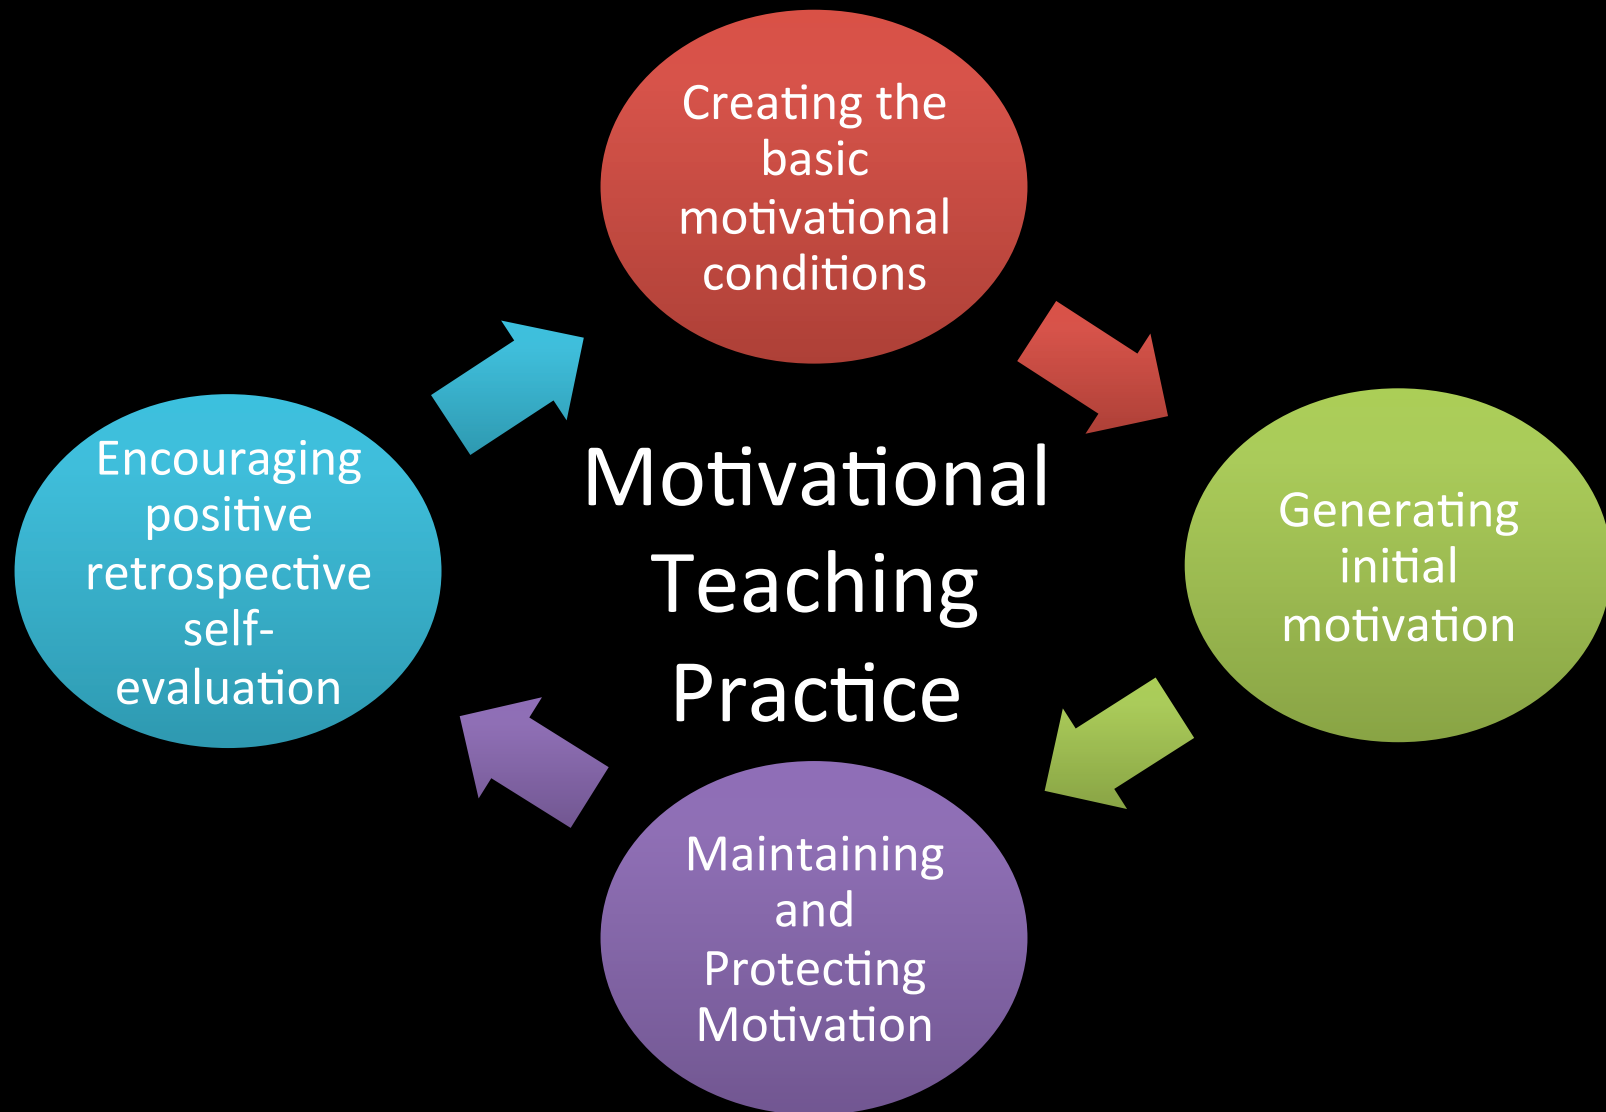 Creating the
basic
motivational
conditions
Generating
initial
motivation
Maintaining
and
Protecting
Motivation
Encouraging
positive
retrospective
self-
evaluation
Motivational
Teaching
Practice